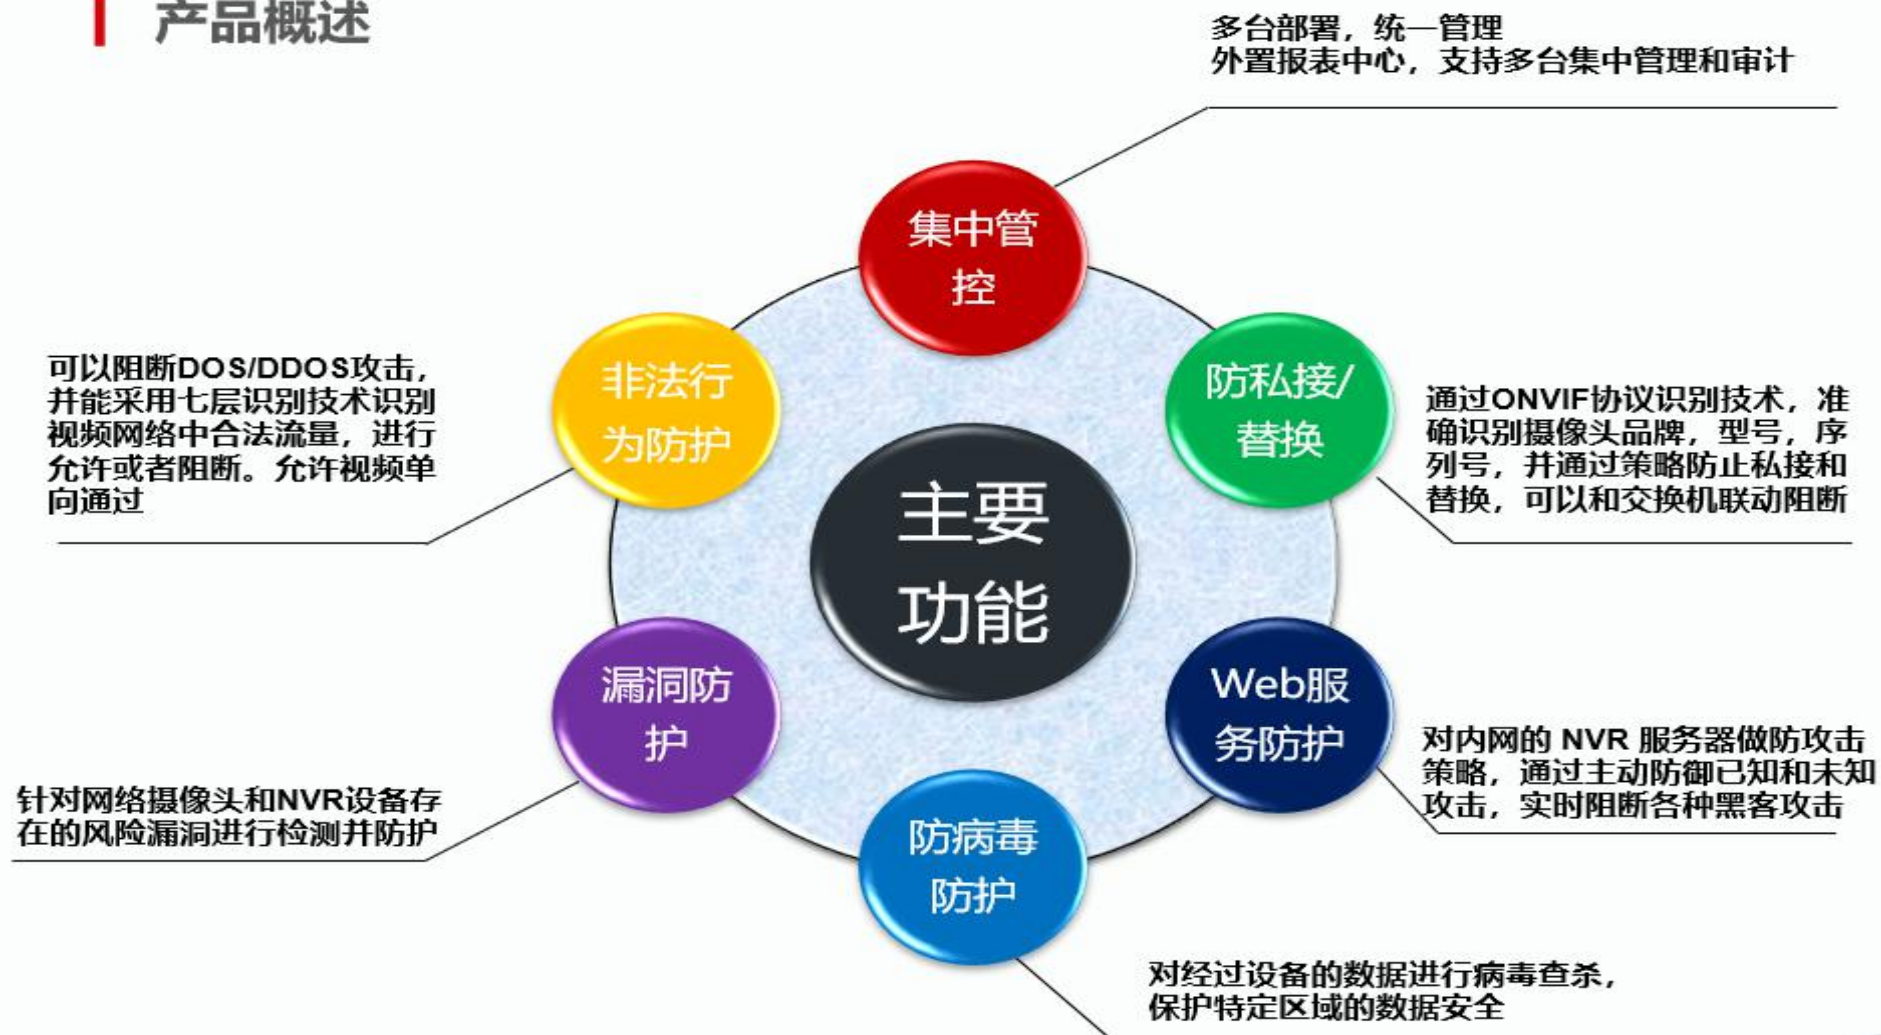 产品概述
多台部署，统一管理
外置报表中心，支持多台集中管理和审计
集中管
控
非法行
为防护
防私接/
替换
可以阻断DOS/DDOS攻击，
并能采用七层识别技术识别
视频网络中合法流量，进行
允许或者阻断。允许视频单
向通过
通过ONVIF协议识别技术，准
确识别摄像头品牌，型号，序
列号，并通过策略防止私接和
替换，可以和交换机联动阻断
主要
功能
漏洞防
护
Web服
务防护
针对网络摄像头和NVR设备存
在的风险漏洞进行检测并防护
对内网的 NVR 服务器做防攻击
策略，通过主动防御已知和未知
攻击，实时阻断各种黑客攻击
防病毒
防护
对经过设备的数据进行病毒查杀，
保护特定区域的数据安全